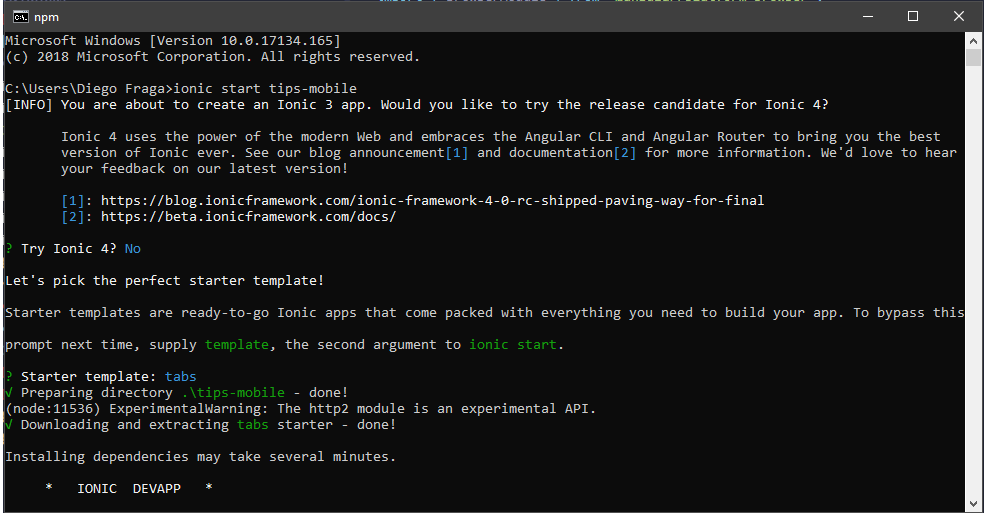 npm
Microsoft Windows [Version 10.0.17134.165]
(c) 2018 Microsoft Corporation. All rights reserved.
C:\Users\Diego Fraga>ionic start tips-mobile
[INFO] You are about to create an Ionic 3 app. Would you like to try the release candidate for Ionic 4?
Ionic 4 uses the power of the modern Web and embraces the Angular CLI and Angular Router to bring you the best
version of Ionic ever. See our blog announcement[1] and documentation[2] for more information. We'd love to hear
your feedback on our latest version!
[1]: https://blog.ionicframework.com/ionic-framework-4-0-rc-shipped-paving-way-for-final
[2]: https://beta.ionicframework.com/docs/
? Try Ionic 4? No
Let's pick the perfect starter template!
Starter templates are ready-to-go Ionic apps that come packed with everything you need to build your app. To bypass this
prompt next time, supply template, the second argument to ionic start.
? Starter template: tabs
√ Preparing directory .\tips-mobile - done!
(node:11536) ExperimentalWarning: The http2 module is an experimental API.
√ Downloading and extracting tabs starter - done!
Installing dependencies may take several minutes.
* IONIC DEVAPP *